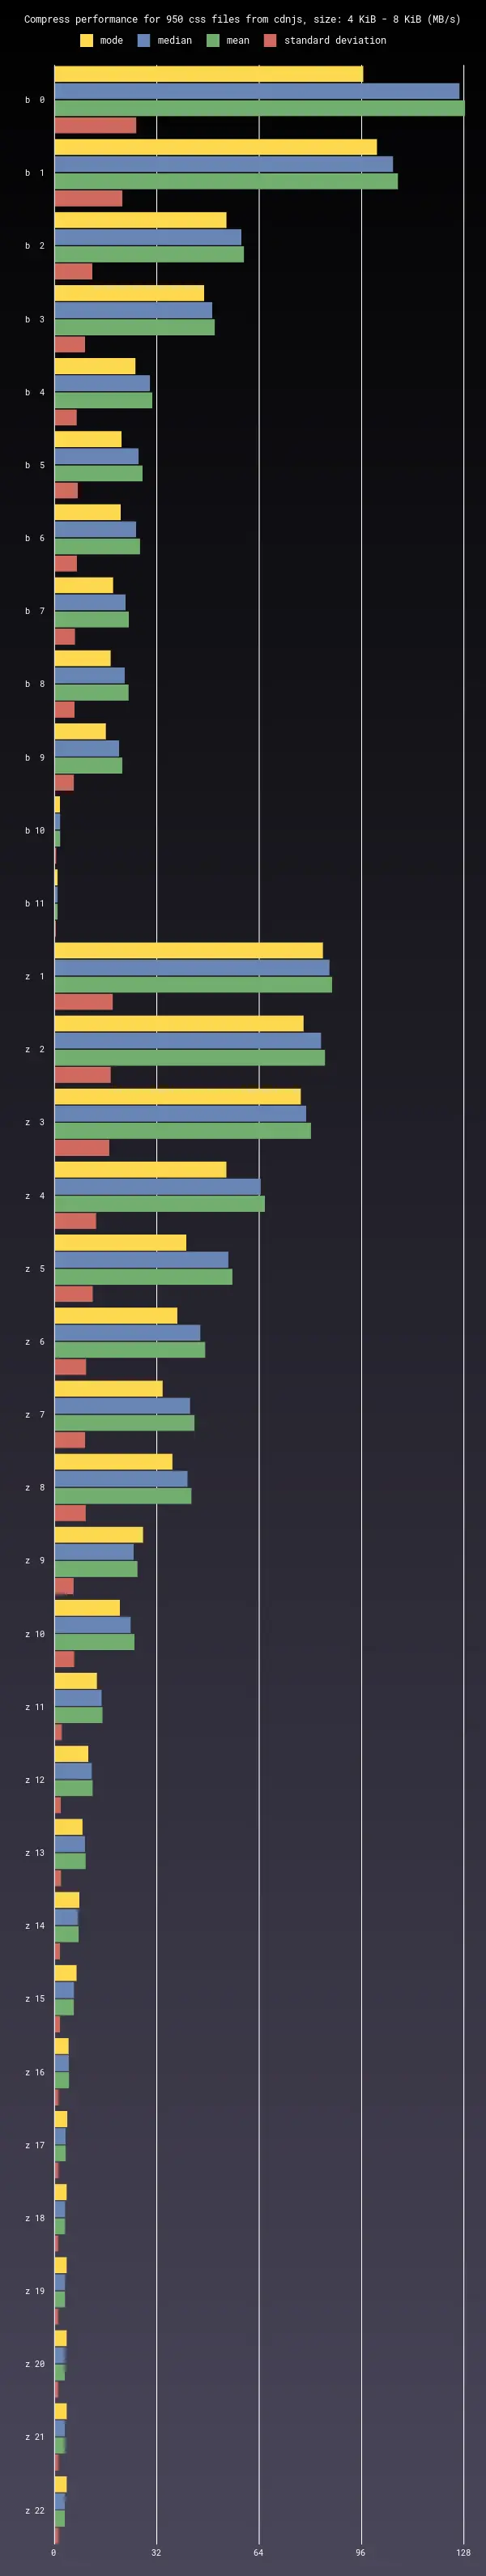 Compress performance for 950 css files from cdnjs, size: 4 KiB - 8 KiB (MB/s)
mode median mean standard deviation
b 0
b 1
b 2
b 3
b 4
b 5
b 6
b 7
b 8
b 9
b 10
b 11
z 1
z 2
z 3
z 4
z 5
z 6
z 7
z 8
z 9
z 10
z 11
z 12
z 13
z 14
z 15
z 16
z 17
z 18
z 19
z 20
z 21
z 22
0 32 64 96 128